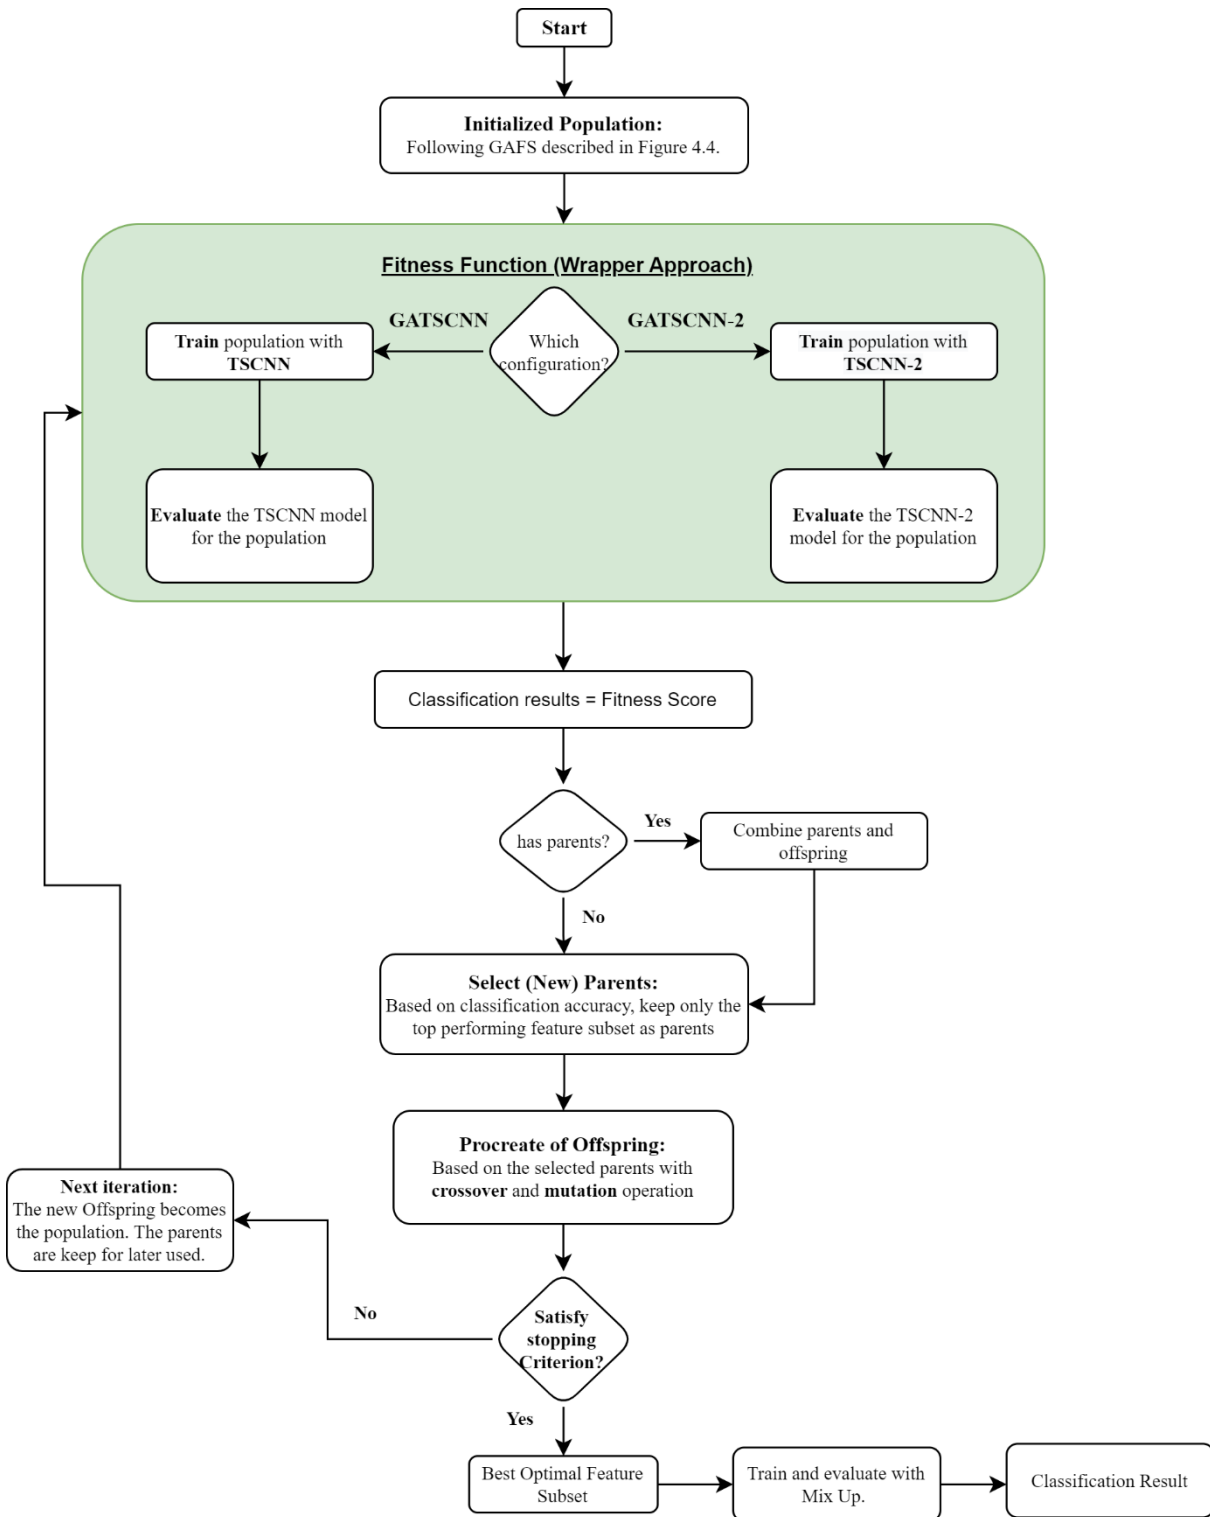 Start
Initialized Population:
Following GAFS described in Figure 4.4.
Fitness Function (Wrapper Approach)
GATSCNN
GATSCNN-2
Which
configuration?
Train population with
TSCNN
Train population with
TSCNN-2
Evaluate the TSCNN model
for the population
Evaluate the TSCNN-2
model for the population
Classification results = Fitness Score
has parents?
Yes
Combine parents and
offspring
No
Select (New) Parents:
Based on classification accuracy, keep only the
top performing feature subset as parents
Procreate of Offspring:
Based on the selected parents with
crossover and mutation operation
Next iteration:
The new Offspring becomes
the population. The parents
are keep for later used.
No
Satisfy
stopping
Criterion?
Yes
Best Optimal Feature
Subset
Train and evaluate with
Mix Up.
Classification Result